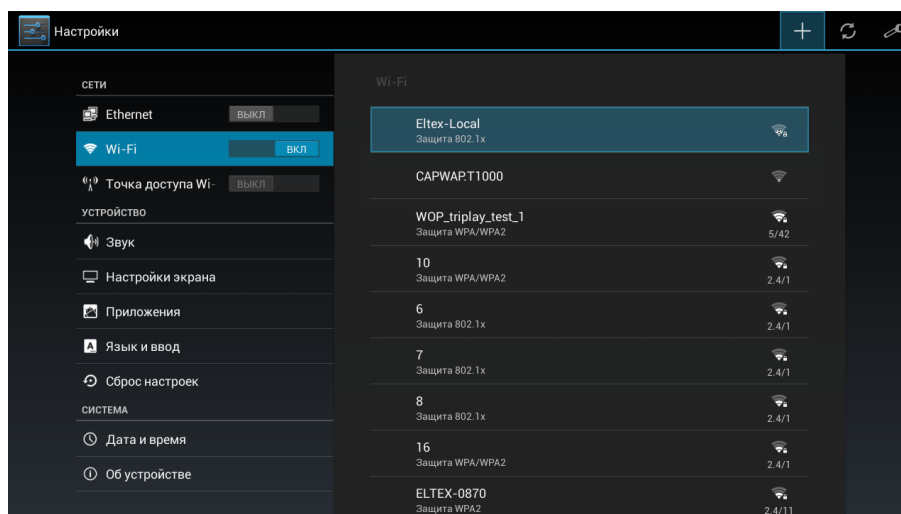 Настройки
СЕТИ
Ethernet ВЫКЛ
Wi-Fi ВКЛ
Точка доступа Wi- ВЫКЛ
УСТРОЙСТВО
Звук
Настройки экрана
Приложения
Язык и ввод
Сброс настроек
СИСТЕМА
Дата и время
Об устройстве
Wi-Fi
Eltex-Local
Защита 802.1x
CAPWAP.T1000
WOP_triplay_test_1
Защита WPA/WPA2
5/42
10
Защита WPA/WPA2
2.4/1
6
Защита 802.1x
2.4/1
7
Защита 802.1x
2.4/1
8
Защита 802.1x
2.4/1
16
Защита WPA/WPA2
2.4/1
ELTEX-0870
Защита WPA2
2.4/11